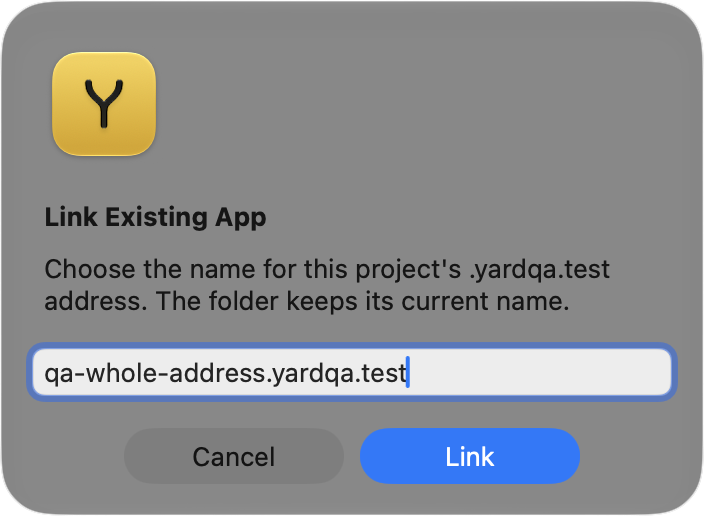 Y
Link Existing App
Choose the name for this project's .yardqa.test
address. The folder keeps its current name.
qa-whole-address.yardqa.test
Cancel
Link